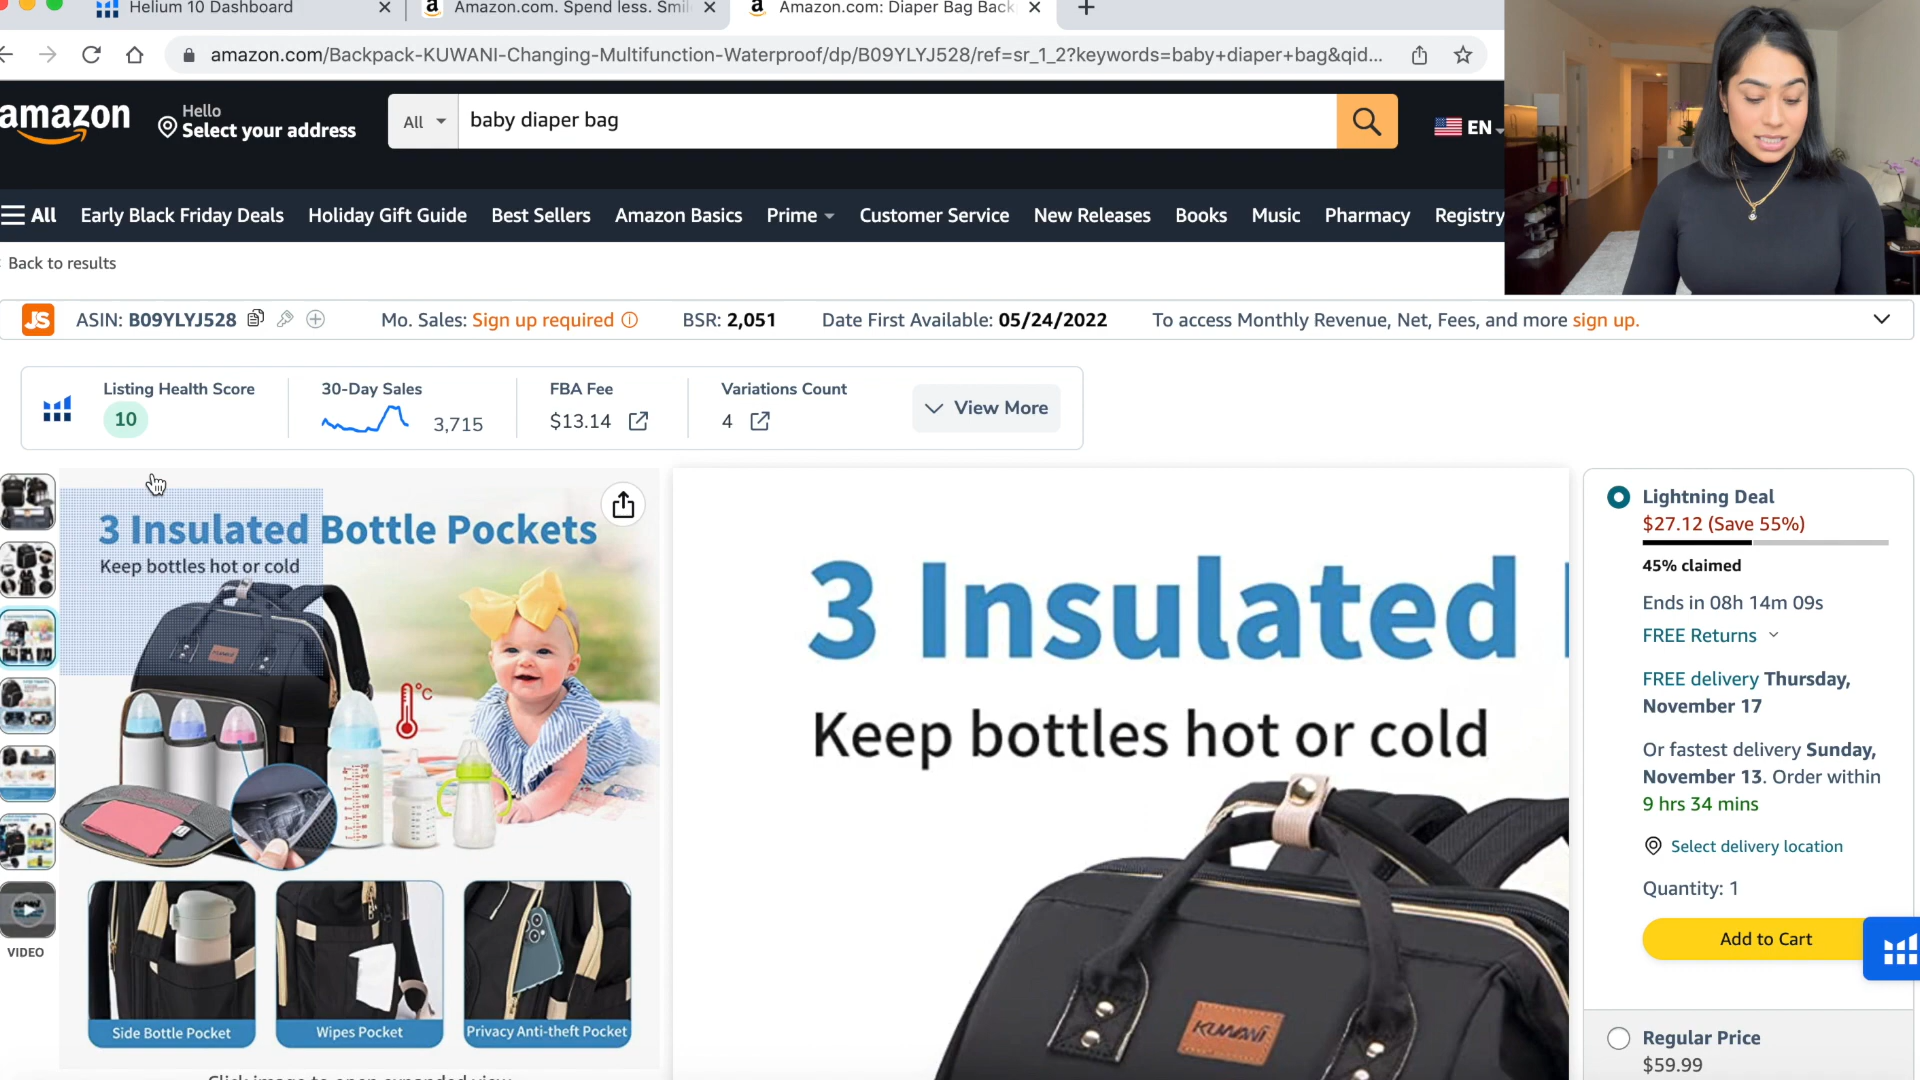 Helium 10 Dashboard
Amazon.com. Spend less. Smil
Amazon.com: Diaper Bag Back
amazon.com/Backpack-KUWANI-Changing-Multifunction-Waterproof/dp/B09YLYJ528/ref=sr_1_2?keywords=baby+diaper+bag&qid...
amazon
Hello
Select your address
All
baby diaper bag
EN
All
Early Black Friday Deals
Holiday Gift Guide
Best Sellers
Amazon Basics
Prime
Customer Service
New Releases
Books
Music
Pharmacy
Registry
Back to results
JS
ASIN: B09YLYJ528
Mo. Sales: Sign up required
BSR: 2,051
Date First Available: 05/24/2022
To access Monthly Revenue, Net, Fees, and more sign up.
Listing Health Score
10
30-Day Sales
3,715
FBA Fee
$13.14
Variations Count
4
View More
3 Insulated Bottle Pockets
Keep bottles hot or cold
°C
Side Bottle Pocket
Wipes Pocket
Privacy Anti-theft Pocket
VIDEO
Click image to open expanded view
3 Insulated
Keep bottles hot or cold
KUWANI
Lightning Deal
$27.12 (Save 55%)
45% claimed
Ends in 08h 14m 09s
FREE Returns
FREE delivery Thursday,
November 17
Or fastest delivery Sunday,
November 13. Order within
9 hrs 34 mins
Select delivery location
Quantity: 1
Add to Cart
Regular Price
$59.99